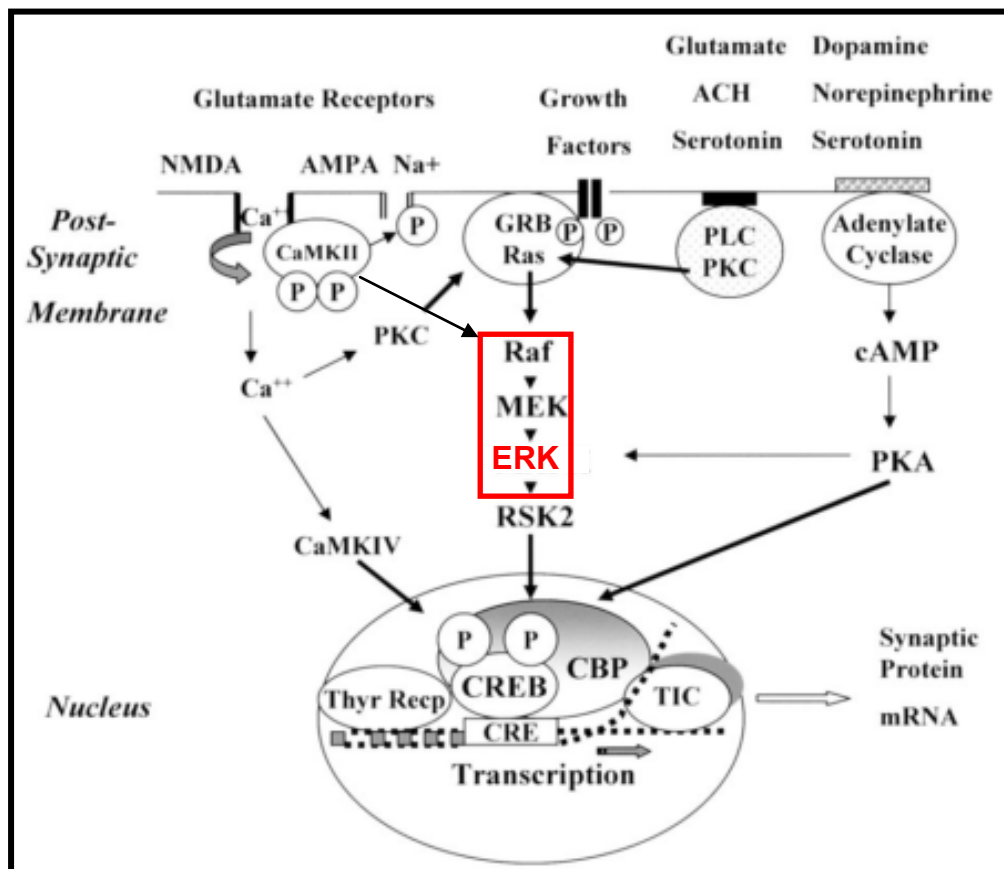 Glutamate Dopamine
Glutamate Receptors Growth ACH Norepinephrine
NMDA AMPA Na+ Factors Serotonin Serotonin
Post-
Synaptic
Membrane
Ca++
CaMKII
P
P P
GRB
Ras
P P
PLC
PKC
Adenylate
Cyclase
PKC
Raf
cAMP
Ca++
MEK
ERK
PKA
RSK2
CaMKIV
Nucleus
P P
CBP
CREB
Thyr Recp
TIC
CRE
Transcription
Synaptic
Protein
mRNA